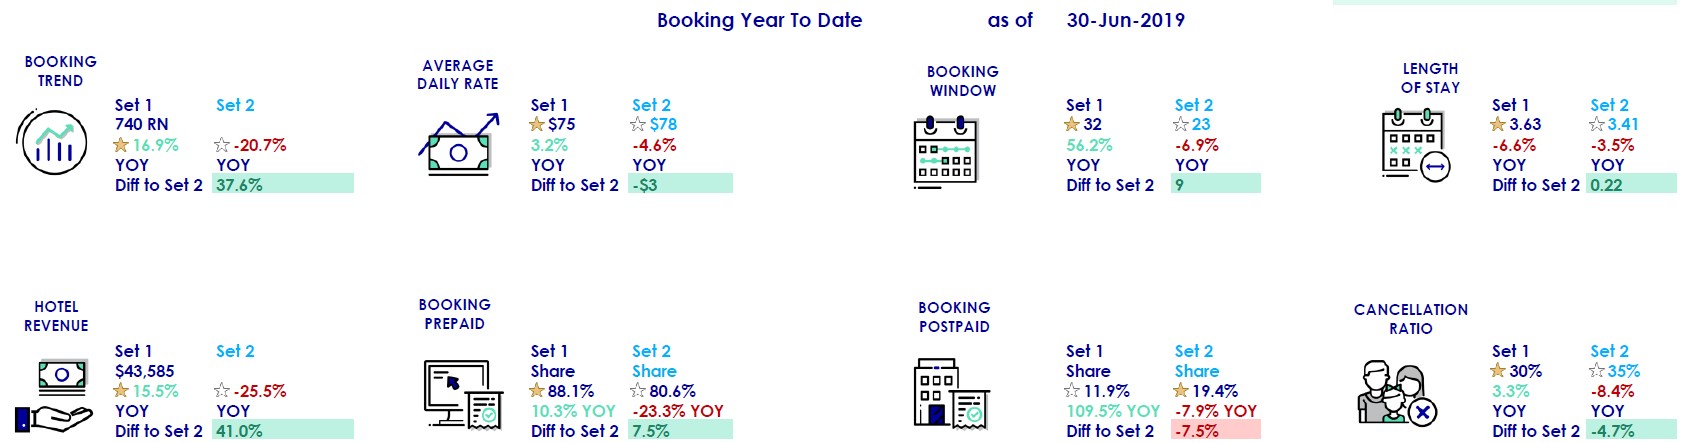 Booking Year To Date as of 30-Jun-2019
BOOKING
TREND
Set 1 Set 2
740 RN
16.9% -20.7%
YOY YOY
Diff to Set 2 37.6%
AVERAGE
DAILY RATE
Set 1 Set 2
$75 $78
3.2% -4.6%
YOY YOY
Diff to Set 2 -$3
BOOKING
WINDOW
Set 1 Set 2
32 23
56.2% -6.9%
YOY YOY
Diff to Set 2 9
LENGTH
OF STAY
Set 1 Set 2
3.63 3.41
-6.6% -3.5%
YOY YOY
Diff to Set 2 0.22
HOTEL
REVENUE
Set 1 Set 2
$43,585
15.5% -25.5%
YOY YOY
Diff to Set 2 41.0%
BOOKING
PREPAID
Set 1 Set 2
Share Share
88.1% 80.6%
10.3% YOY -23.3% YOY
Diff to Set 2 7.5%
BOOKING
POSTPAID
Set 1 Set 2
Share Share
11.9% 19.4%
109.5% YOY -7.9% YOY
Diff to Set 2 -7.5%
CANCELLATION
RATIO
Set 1 Set 2
30% 35%
3.3% -8.4%
YOY YOY
Diff to Set 2 -4.7%